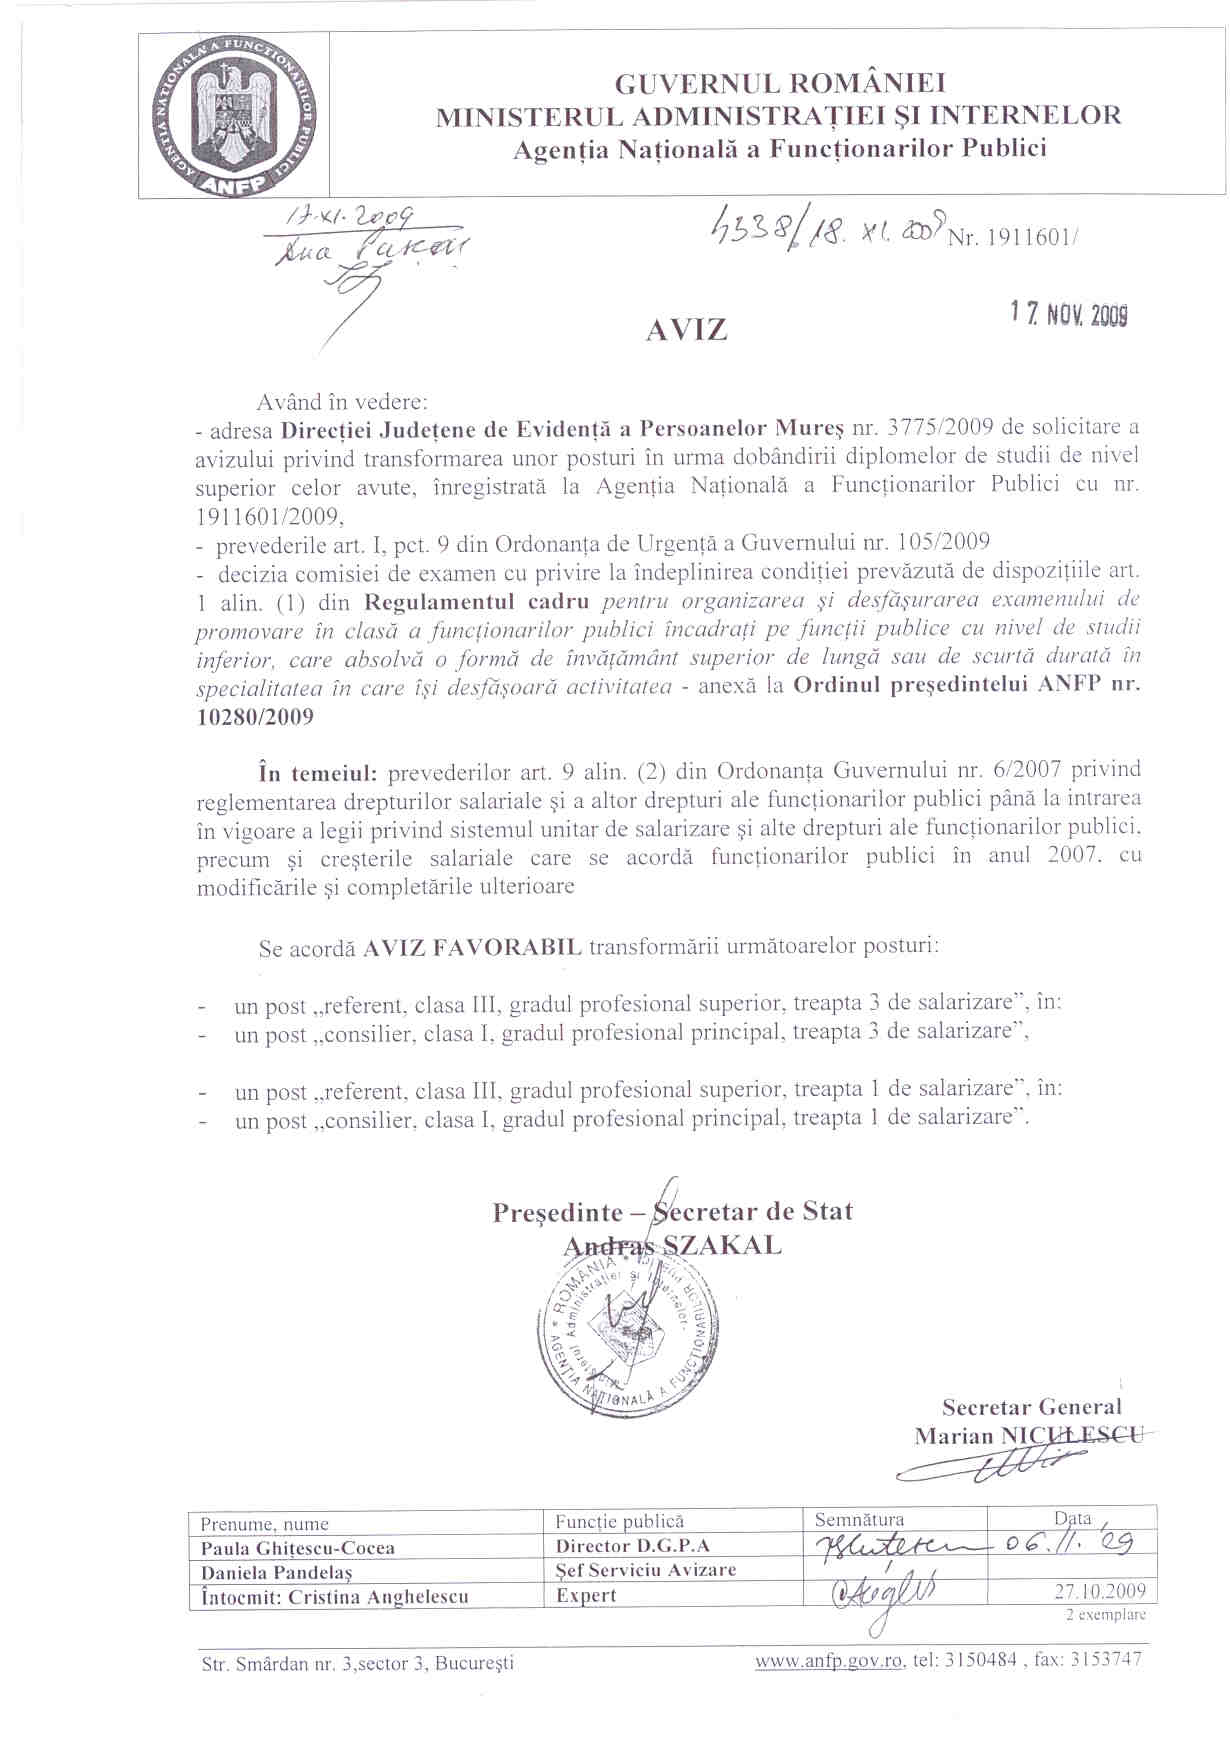 AGENȚIA NAȚIONALĂ A FUNCȚIONARILOR PUBLICI
ANFP
GUVERNUL ROMÂNIEI
MINISTERUL ADMINISTRAȚIEI ȘI INTERNELOR
Agenția Națională a Funcționarilor Publici
17.XI.2009
Ana
4338/18.XI.2009 Nr. 1911601/
17. NOV. 2009
AVIZ
Având în vedere:
- adresa Direcției Județene de Evidență a Persoanelor Mureș nr. 3775/2009 de solicitare a
avizului privind transformarea unor posturi în urma dobândirii diplomelor de studii de nivel
superior celor avute, înregistrată la Agenția Națională a Funcționarilor Publici cu nr.
1911601/2009,
- prevederile art. I, pct. 9 din Ordonanța de Urgență a Guvernului nr. 105/2009
- decizia comisiei de examen cu privire la îndeplinirea condiției prevăzută de dispozițiile art.
1 alin. (1) din Regulamentul cadru pentru organizarea și desfășurarea examenului de
promovare în clasă a funcționarilor publici încadrați pe funcții publice cu nivel de studii
inferior, care absolvă o formă de învățământ superior de lungă sau de scurtă durată în
specialitatea în care își desfășoară activitatea - anexă la Ordinul președintelui ANFP nr.
10280/2009
În temeiul: prevederilor art. 9 alin. (2) din Ordonanța Guvernului nr. 6/2007 privind
reglementarea drepturilor salariale și a altor drepturi ale funcționarilor publici până la intrarea
în vigoare a legii privind sistemul unitar de salarizare și alte drepturi ale funcționarilor publici,
precum și creșterile salariale care se acordă funcționarilor publici în anul 2007, cu
modificările și completările ulterioare
Se acordă AVIZ FAVORABIL transformării următoarelor posturi:
- un post „referent, clasa III, gradul profesional superior, treapta 3 de salarizare”, în:
- un post „consilier, clasa I, gradul profesional principal, treapta 3 de salarizare”,
- un post „referent, clasa III, gradul profesional superior, treapta 1 de salarizare”, în:
- un post „consilier, clasa I, gradul profesional principal, treapta 1 de salarizare”.
Președinte – Secretar de Stat
Andras SZAKAL
* ROMÂNIA *
Ministerul Administrației și Internelor
AGENȚIA NAȚIONALĂ A FUNCȚIONARILOR
Secretar General
Marian NICULESCU
Prenume, nume Funcție publică Semnătura Data
Paula Ghițescu-Cocea Director D.G.P.A 06.11.09
Daniela Pandelaș Șef Serviciu Avizare
Întocmit: Cristina Anghelescu Expert 27.10.2009
2 exemplare
Str. Smârdan nr. 3,sector 3, București www.anfp.gov.ro, tel: 3150484 , fax: 3153747